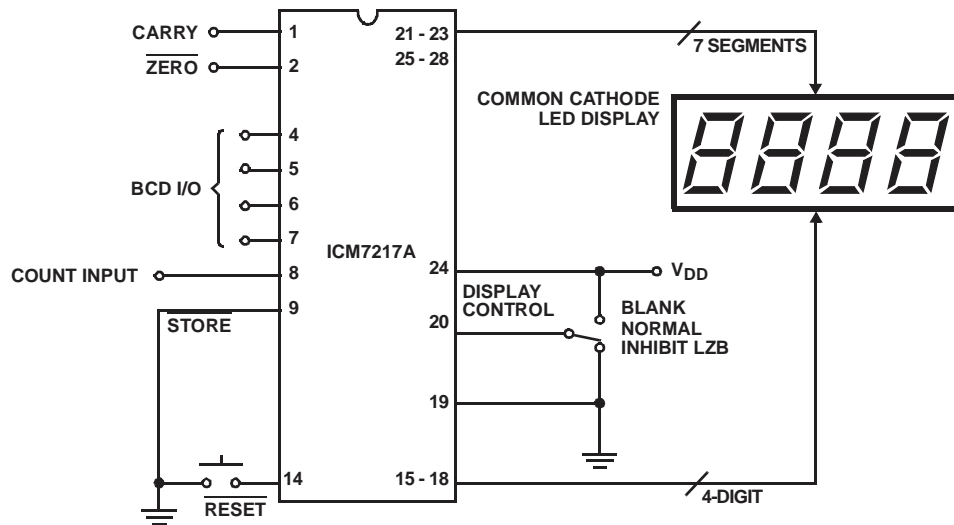 CARRY
ZERO
BCD I/O
COUNT INPUT
STORE
RESET
1
2
4
5
6
7
8
9
14
ICM7217A
21 - 23
25 - 28
24
20
19
15 - 18
7 SEGMENTS
COMMON CATHODE
LED DISPLAY
8888
VDD
DISPLAY
CONTROL
BLANK
NORMAL
INHIBIT LZB
4-DIGIT